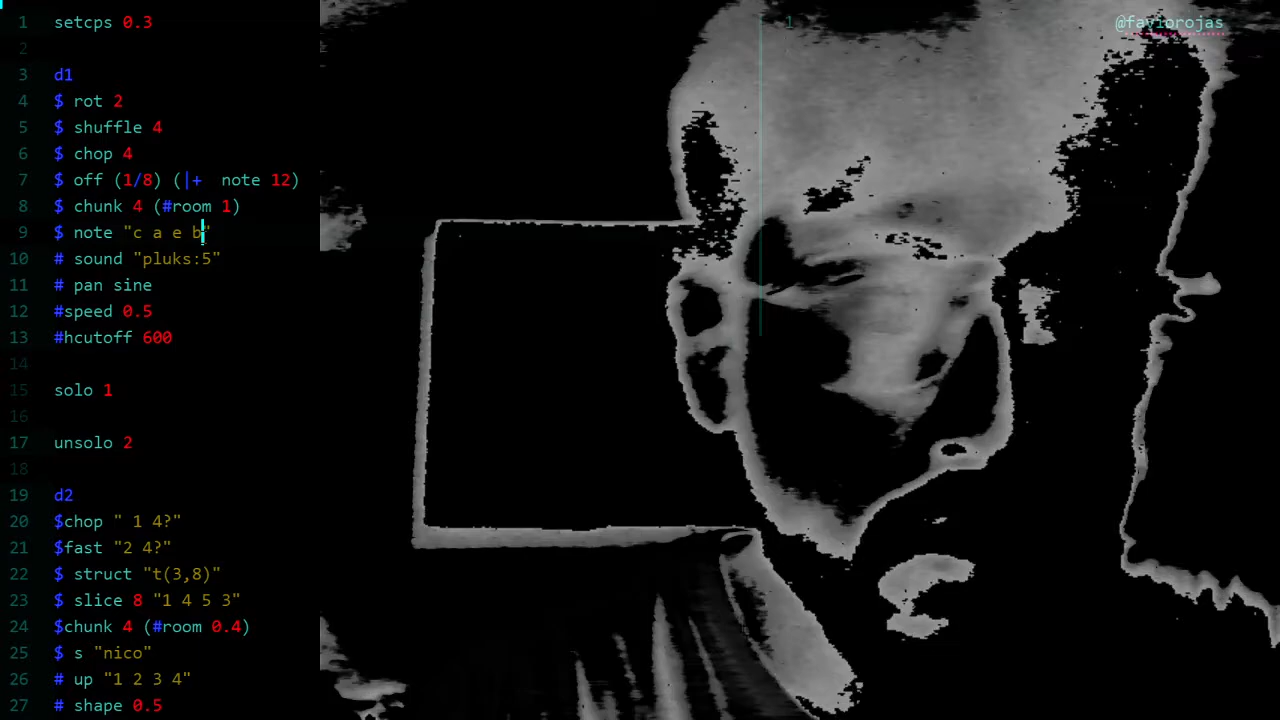 1 setcps 0.3
2
3 d1
4 $ rot 2
5 $ shuffle 4
6 $ chop 4
7 $ off (1/8) (|+  note 12)
8 $ chunk 4 (#room 1)
9 $ note "c a e b"
10 # sound "pluks:5"
11 # pan sine
12 #speed 0.5
13 #hcutoff 600
14
15 solo 1
16
17 unsolo 2
18
19 d2
20 $chop " 1 4?"
21 $fast "2 4?"
22 $ struct "t(3,8)"
23 $ slice 8 "1 4 5 3"
24 $chunk 4 (#room 0.4)
25 $ s "nico"
26 # up "1 2 3 4"
27 # shape 0.5
1
@faviorojas